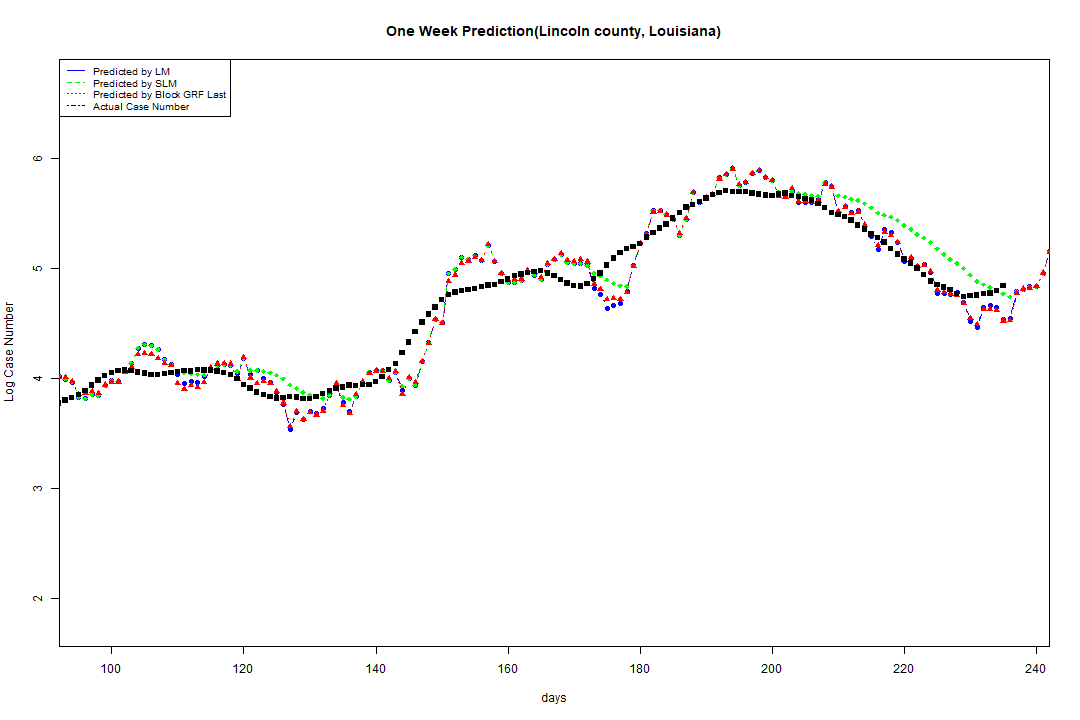 One Week Prediction(Lincoln county, Louisiana)
Predicted by LM
Predicted by SLM
Predicted by Block GRF Last
Actual Case Number
6
5
4
3
2
Log Case Number
100 120 140 160 180 200 220 240
days